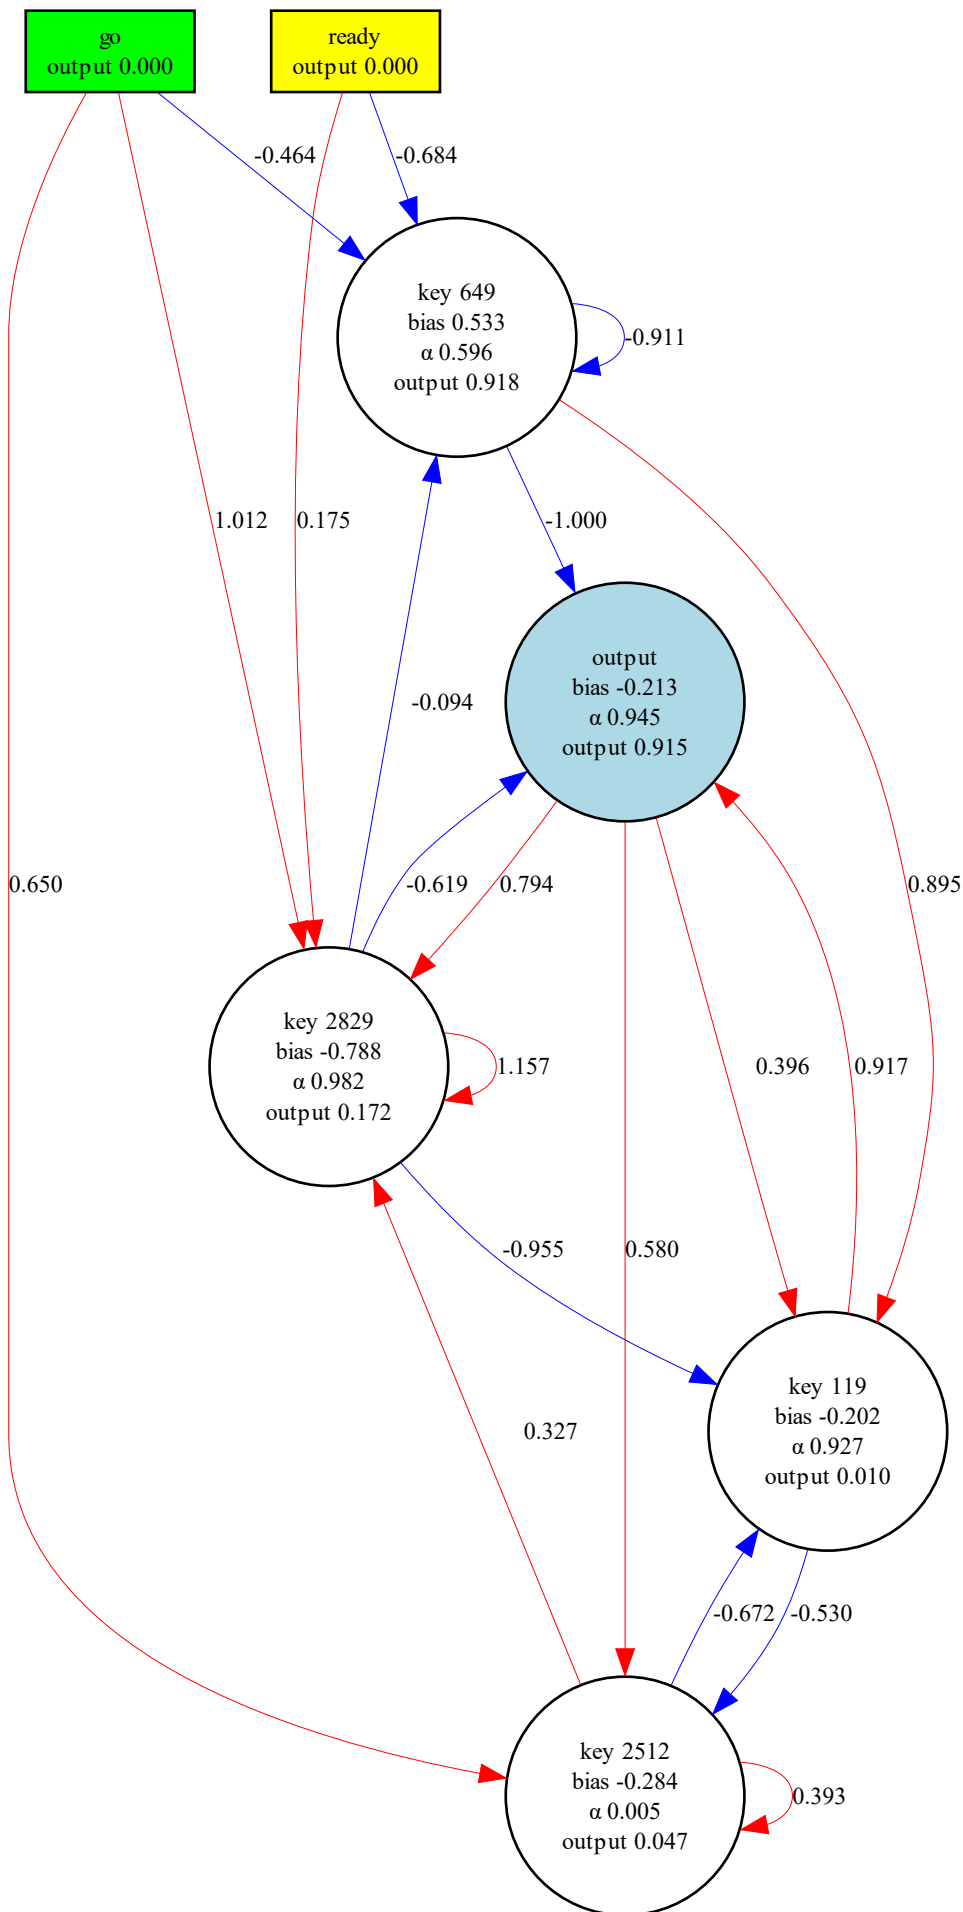 go
output 0.000
ready
output 0.000
-0.464
-0.684
key 649
bias 0.533
α 0.596
output 0.918
-0.911
1.012
0.175
-1.000
output
bias -0.213
α 0.945
output 0.915
-0.094
0.650
-0.619
0.794
0.895
key 2829
bias -0.788
α 0.982
output 0.172
1.157
0.396
0.917
-0.955
0.580
key 119
bias -0.202
α 0.927
output 0.010
0.327
-0.672
-0.530
key 2512
bias -0.284
α 0.005
output 0.047
0.393